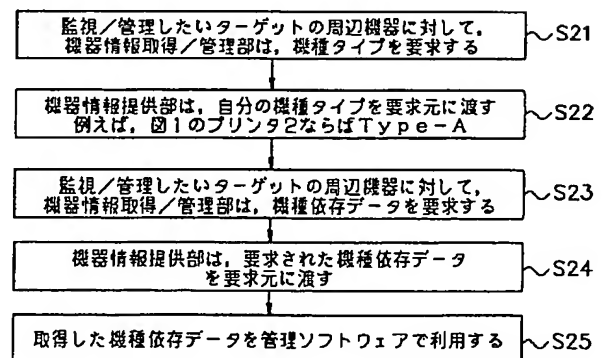 監視／管理したいターゲットの周辺機器に対して，
機器情報取得／管理部は，機種タイプを要求する
～S21
機器情報提供部は，自分の機種タイプを要求元に渡す
例えば，図1のプリンタ2ならばType－A
～S22
監視／管理したいターゲットの周辺機器に対して，
機器情報取得／管理部は，機種依存データを要求する
～S23
機器情報提供部は，要求された機種依存データ
を要求元に渡す
～S24
取得した機種依存データを管理ソフトウェアで利用する
～S25